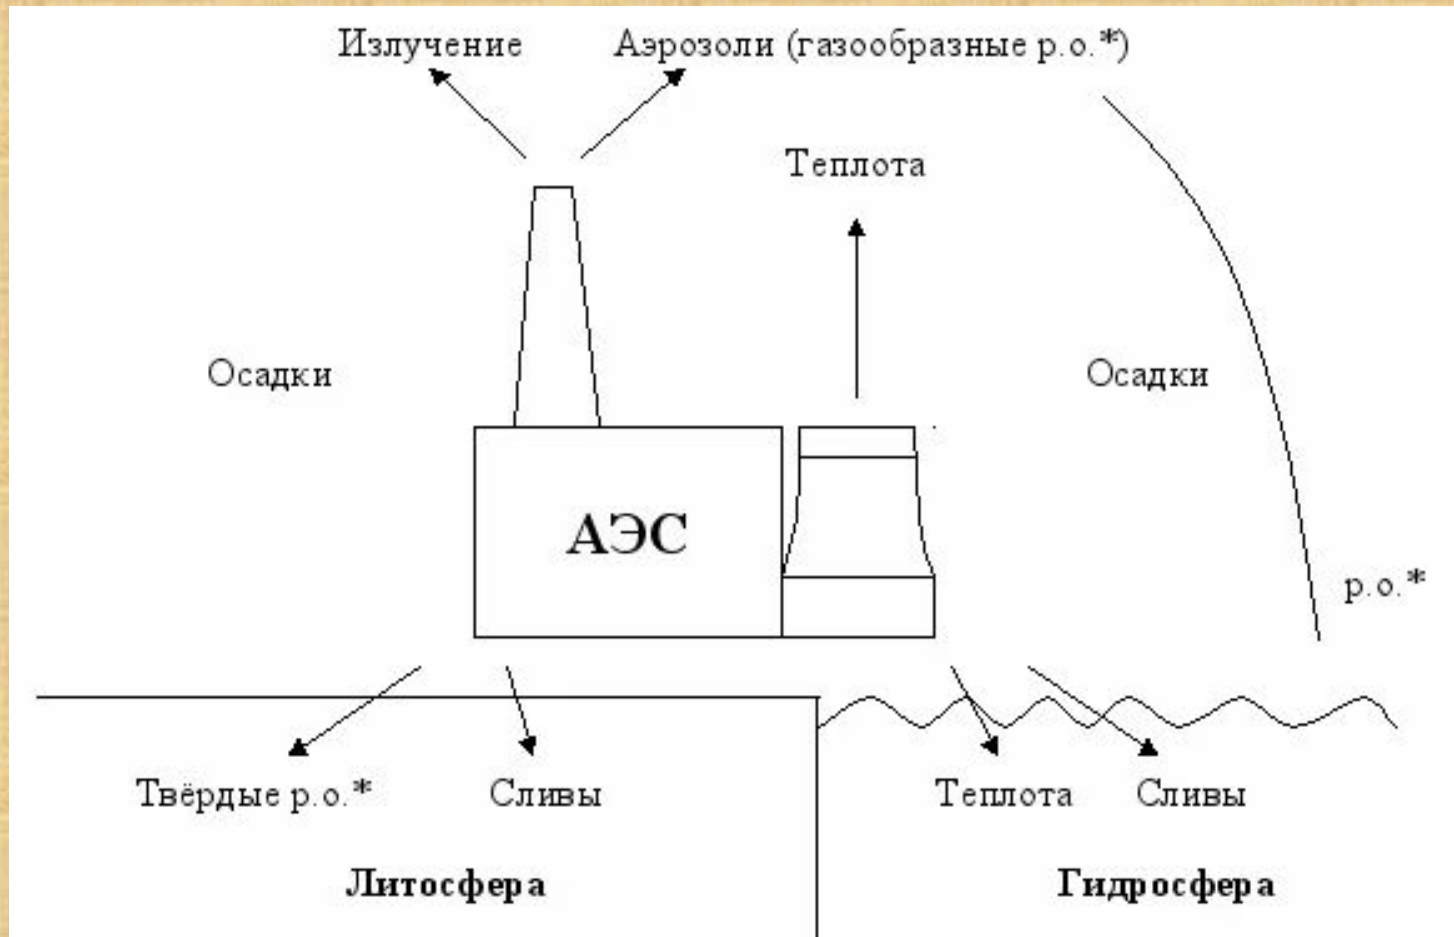 Излучение Аэрозоли (газообразные р.о.*)
Теплота
Осадки Осадки
АЭС
р.о.*
Твёрдые р.о.* Сливы Теплота Сливы
Литосфера Гидросфера